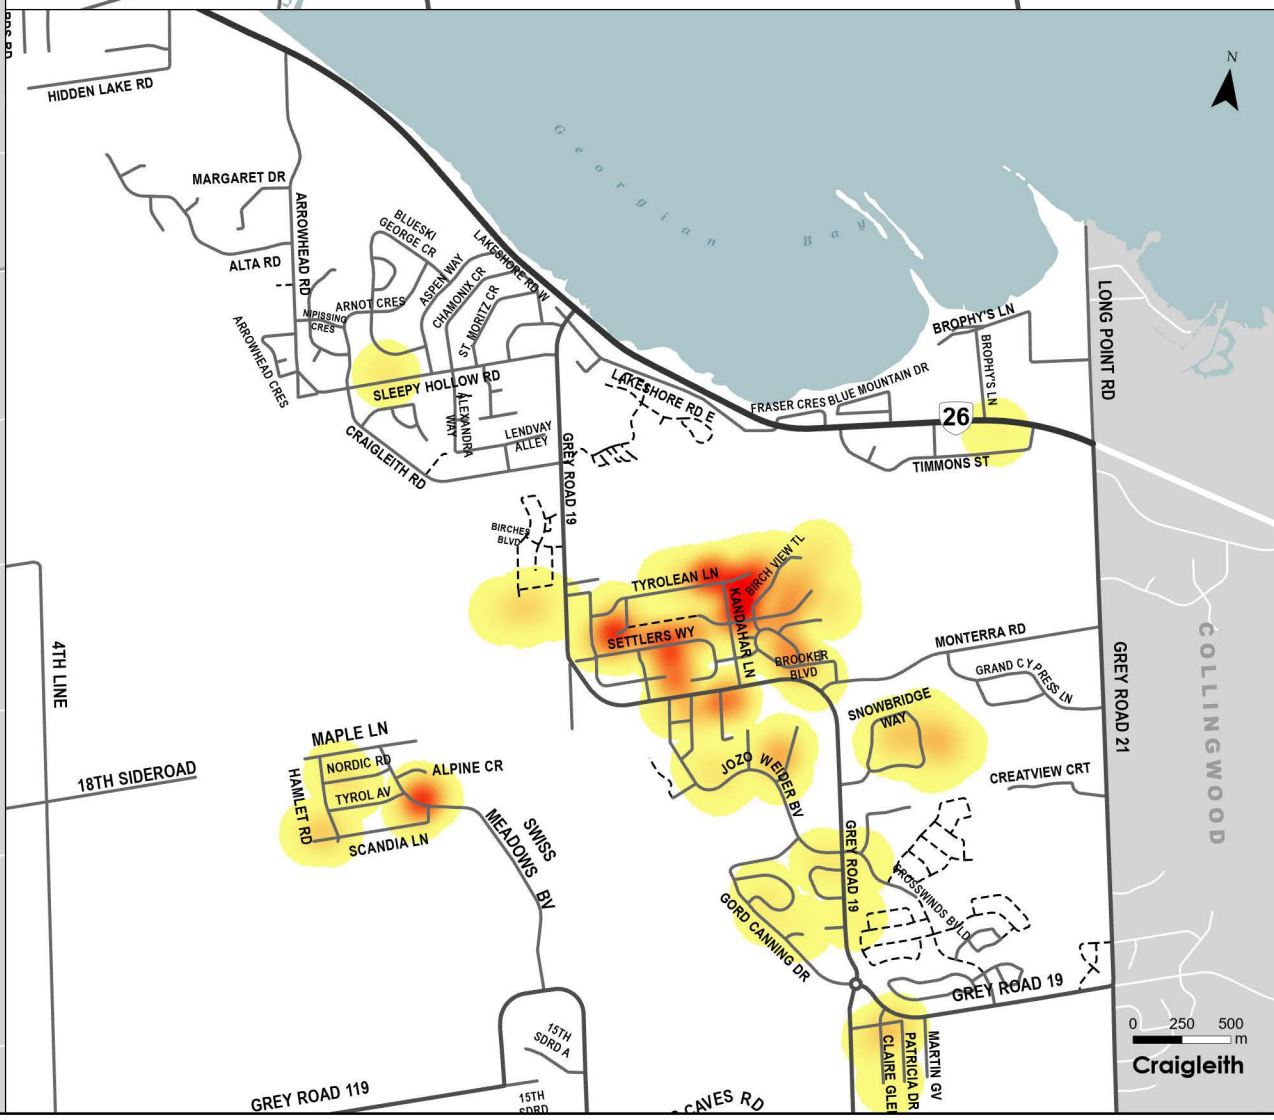 RDS RD
HIDDEN LAKE RD
N
Georgian Bay
MARGARET DR
ARROWHEAD RD
ALTA RD
BLUESKI
GEORGE CR
LAKESHORE RD W
ASPEN WAY
CHAMONIX CR
ST. MORITZ CR
ARNOT CRES
NIPISSING
CRES
ARROWHEAD CRES
SLEEPY HOLLOW RD
ALEXANDRA
WAY
LENDVAY
ALLEY
CRAIGLEITH RD
GREY ROAD 19
LAKESHORE RD E
FRASER CRES
BLUE MOUNTAIN DR
BROPHY'S LN
BROPHY'S LN
LONG POINT RD
26
TIMMONS ST
BIRCHES
BLVD
TYROLEAN LN
BIRCH VIEW TL
KANDAHAR LN
SETTLERS WY
BROOKER
BLVD
MONTERRA RD
GRAND CYPRESS LN
GREY ROAD 21
COLLINGWOOD
SNOWBRIDGE
WAY
CREATVIEW CRT
JOZO WEIDER BV
4TH LINE
18TH SIDEROAD
MAPLE LN
NORDIC RD
ALPINE CR
TYROL AV
HAMLET RD
SCANDIA LN
SWISS
MEADOWS BV
GREY ROAD 19
CROSSWINDS BVLD
GORD CANNING DR
GREY ROAD 19
MARTIN GV
PATRICIA DR
15TH
SDRD A
15TH
SDRD
GREY ROAD 119
CAVES RD
0 250 500
m
Craigleith